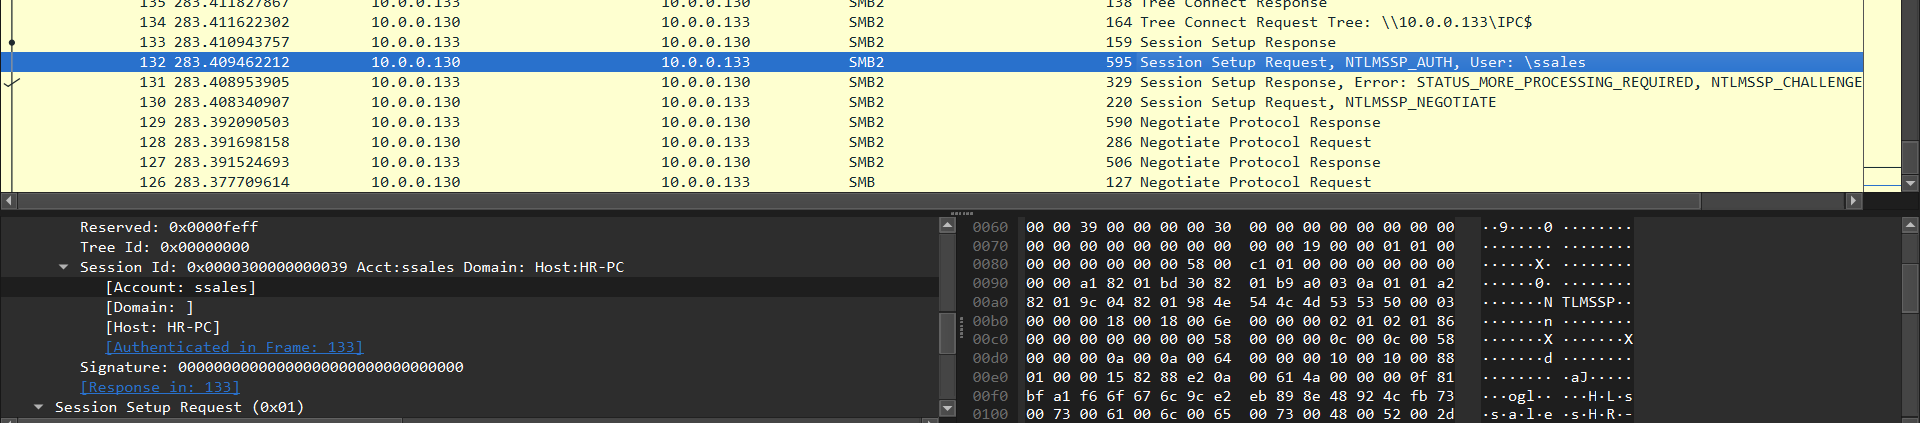 135 283.411827867 10.0.0.133 10.0.0.130 SMB2 138 Tree Connect Response
134 283.411622302 10.0.0.130 10.0.0.133 SMB2 164 Tree Connect Request Tree: \\10.0.0.133\IPC$
133 283.410943757 10.0.0.133 10.0.0.130 SMB2 159 Session Setup Response
132 283.409462212 10.0.0.130 10.0.0.133 SMB2 595 Session Setup Request, NTLMSSP_AUTH, User: \ssales
131 283.408953905 10.0.0.133 10.0.0.130 SMB2 329 Session Setup Response, Error: STATUS_MORE_PROCESSING_REQUIRED, NTLMSSP_CHALLENGE
130 283.408340907 10.0.0.130 10.0.0.133 SMB2 220 Session Setup Request, NTLMSSP_NEGOTIATE
129 283.392090503 10.0.0.133 10.0.0.130 SMB2 590 Negotiate Protocol Response
128 283.391698158 10.0.0.130 10.0.0.133 SMB2 286 Negotiate Protocol Request
127 283.391524693 10.0.0.133 10.0.0.130 SMB2 506 Negotiate Protocol Response
126 283.377709614 10.0.0.130 10.0.0.133 SMB 127 Negotiate Protocol Request
Reserved: 0x0000feff
Tree Id: 0x00000000
Session Id: 0x0000300000000039 Acct:ssales Domain: Host:HR-PC
[Account: ssales]
[Domain: ]
[Host: HR-PC]
[Authenticated in Frame: 133]
Signature: 00000000000000000000000000000000
[Response in: 133]
Session Setup Request (0x01)
0060 00 00 39 00 00 00 00 30 00 00 00 00 00 00 00 00 ··9····0 ········
0070 00 00 00 00 00 00 00 00 00 00 19 00 00 01 01 00 ········ ········
0080 00 00 00 00 00 00 58 00 c1 01 00 00 00 00 00 00 ······X· ········
0090 00 00 a1 82 01 bd 30 82 01 b9 a0 03 0a 01 01 a2 ······0· ········
00a0 82 01 9c 04 82 01 98 4e 54 4c 4d 53 53 50 00 03 ·······N TLMSSP··
00b0 00 00 00 18 00 18 00 6e 00 00 00 02 01 02 01 86 ·······n ········
00c0 00 00 00 00 00 00 00 58 00 00 00 0c 00 0c 00 58 ·······X ·······X
00d0 00 00 00 0a 00 0a 00 64 00 00 00 10 00 10 00 88 ·······d ········
00e0 01 00 00 15 82 88 e2 0a 00 61 4a 00 00 00 0f 81 ········ ·aJ·····
00f0 bf a1 f6 6f 67 6c 9c e2 eb 89 8e 48 92 4c fb 73 ···ogl·· ···H·L·s
0100 00 73 00 61 00 6c 00 65 00 73 00 48 00 52 00 2d ·s·a·l·e ·s·H·R·-